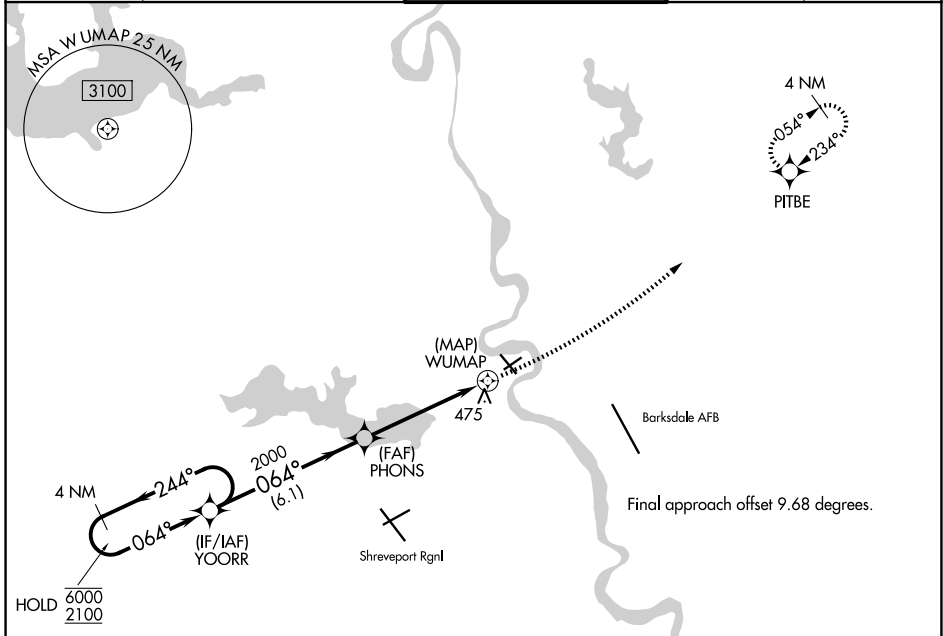 MSA WUMAP 25 NM
3100
4 NM
054°
234°
PITBE
(MAP)
WUMAP
475
Barksdale AFB
(FAF)
PHONS
2000
064°
(6.1)
244°
4 NM
064°
(IF/IAF)
YOORR
Final approach offset 9.68 degrees.
Shreveport Rgnl
HOLD 6000
2100